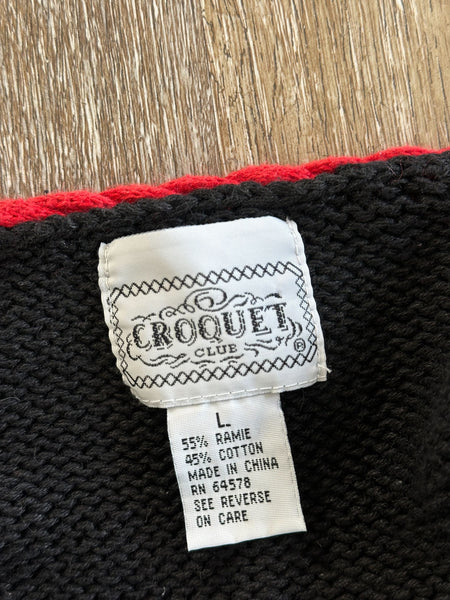 CROQUET
CLUB ®
L
55% RAMIE
45% COTTON
MADE IN CHINA
RN 64578
SEE REVERSE
ON CARE